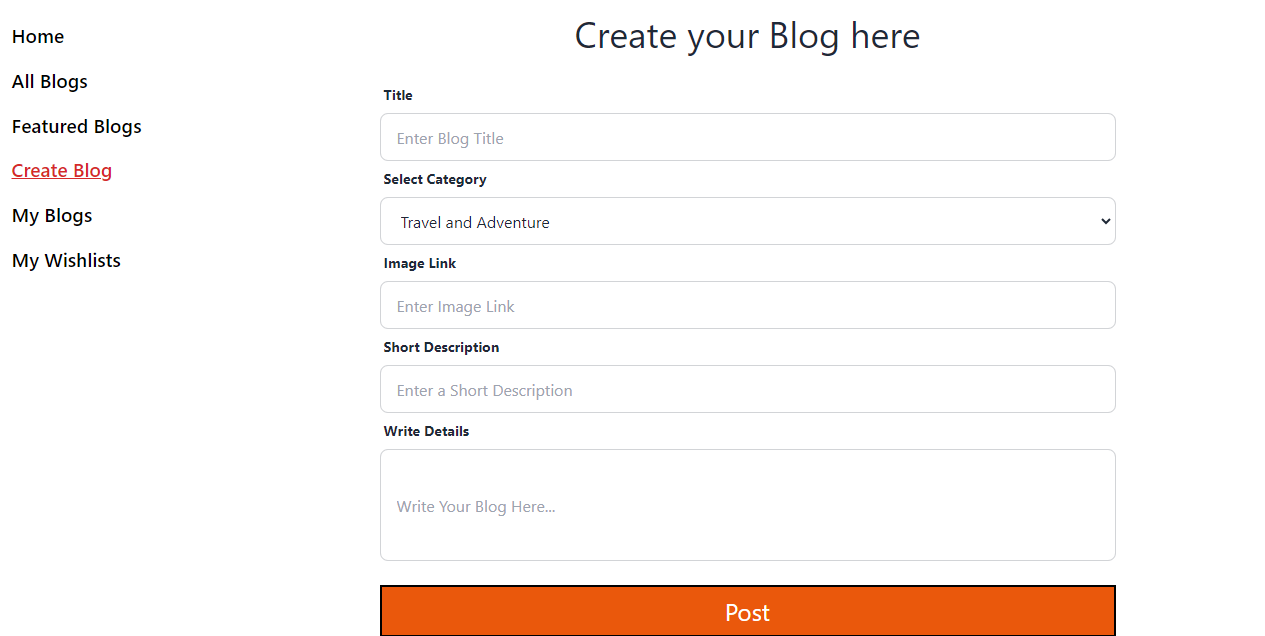 Home
All Blogs
Featured Blogs
Create Blog
My Blogs
My Wishlists
Create your Blog here
Title
Enter Blog Title
Select Category
Travel and Adventure
Image Link
Enter Image Link
Short Description
Enter a Short Description
Write Details
Write Your Blog Here...
Post